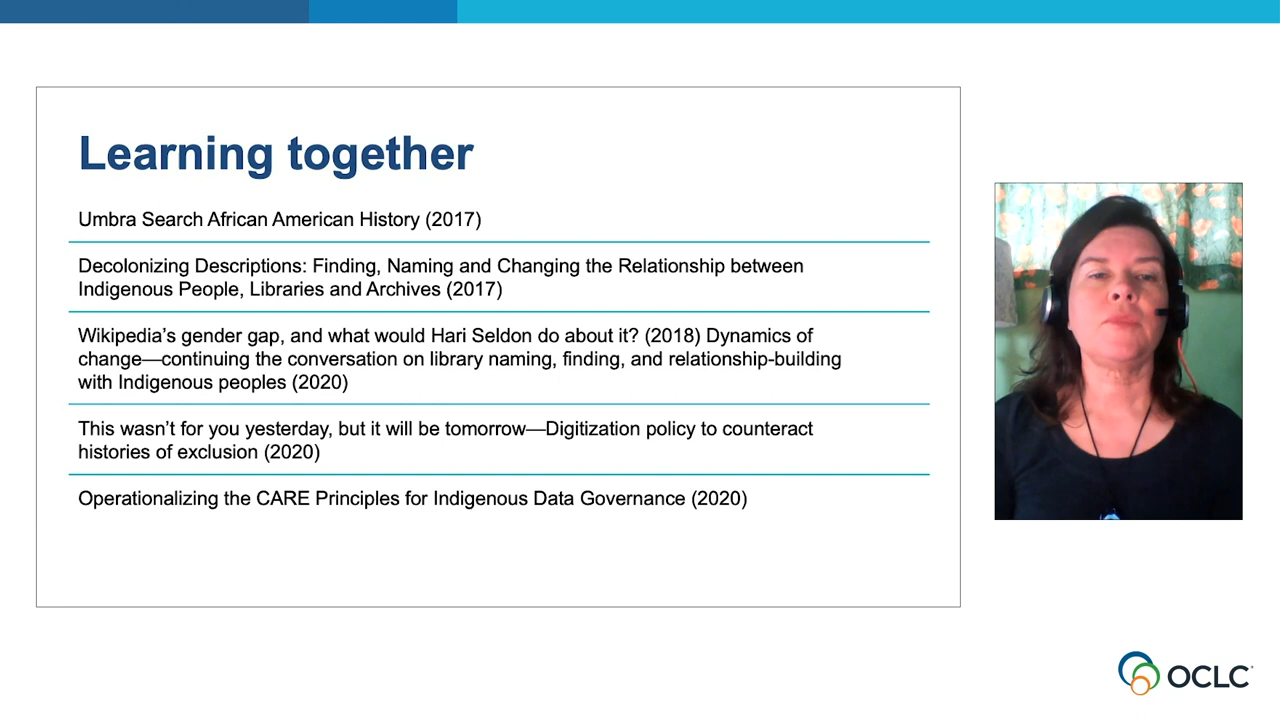 Learning together
Umbra Search African American History (2017)
Decolonizing Descriptions: Finding, Naming and Changing the Relationship between
Indigenous People, Libraries and Archives (2017)
Wikipedia’s gender gap, and what would Hari Seldon do about it? (2018) Dynamics of
change—continuing the conversation on library naming, finding, and relationship-building
with Indigenous peoples (2020)
This wasn’t for you yesterday, but it will be tomorrow—Digitization policy to counteract
histories of exclusion (2020)
Operationalizing the CARE Principles for Indigenous Data Governance (2020)
OCLC